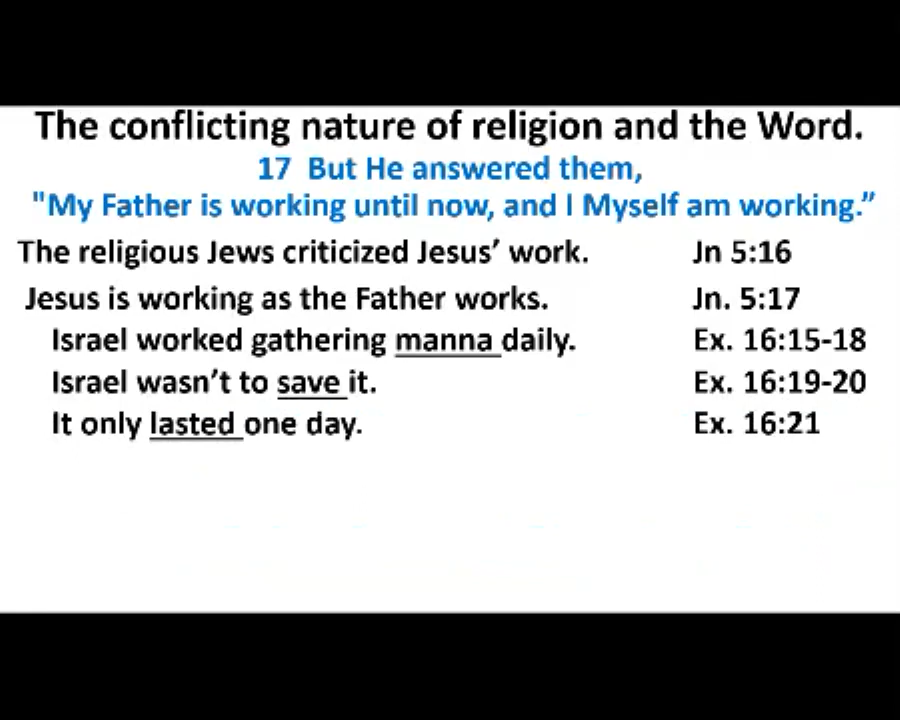 The conflicting nature of religion and the Word.
17 But He answered them,
"My Father is working until now, and I Myself am working.”
The religious Jews criticized Jesus’ work. Jn 5:16
Jesus is working as the Father works. Jn. 5:17
Israel worked gathering manna daily. Ex. 16:15-18
Israel wasn’t to save it. Ex. 16:19-20
It only lasted one day. Ex. 16:21